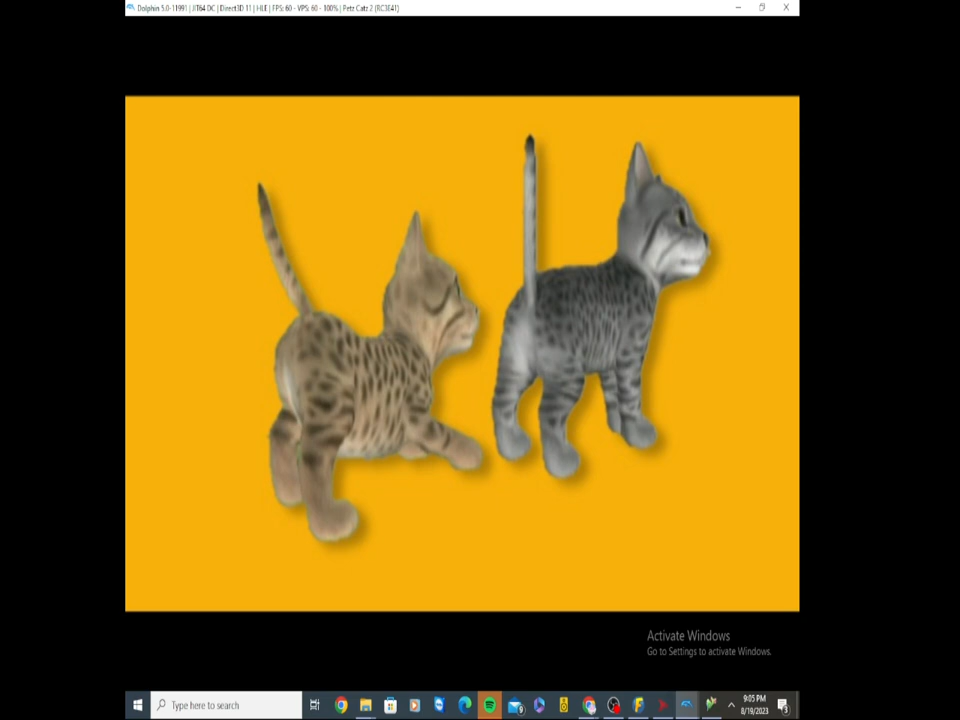 Dolphin 5.0-11991 | JIT64 DC | Direct3D 11 | HLE | FPS: 60 - VPS: 60 - 100% | Petz Catz 2 (RC3E41)
Activate Windows
Go to Settings to activate Windows.
Type here to search
9:05 PM
8/19/2023